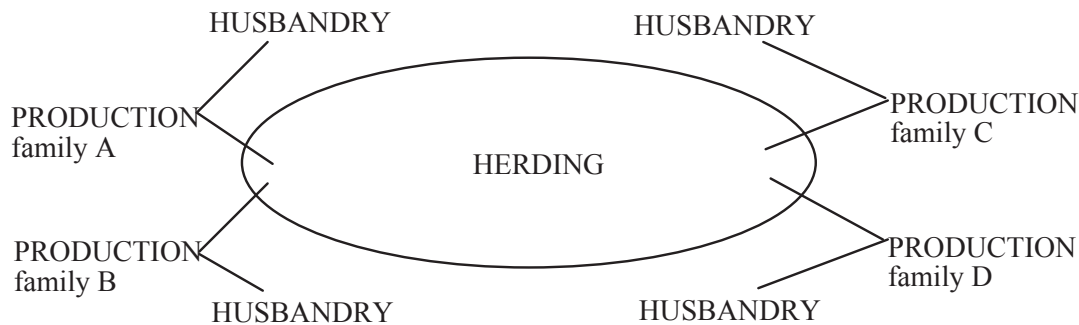 HUSBANDRY
HUSBANDRY
PRODUCTION
family A
PRODUCTION
family C
HERDING
PRODUCTION
family B
PRODUCTION
family D
HUSBANDRY
HUSBANDRY